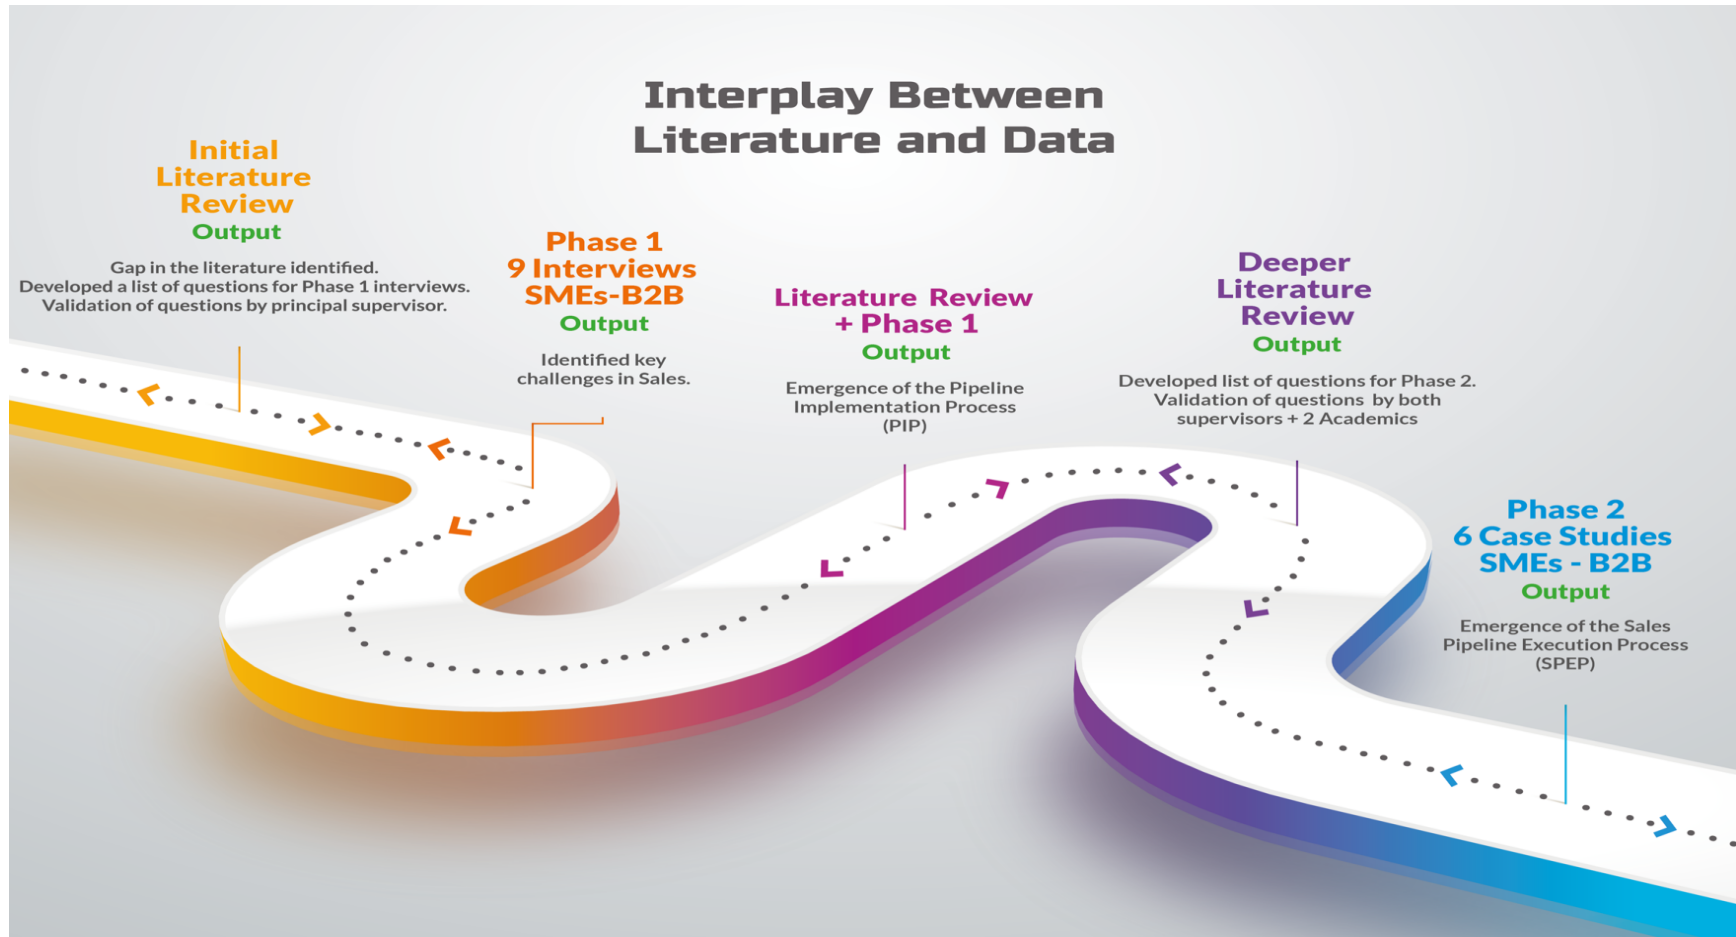 Interplay Between
Literature and Data
Initial
Literature
Review
Output
Gap in the literature identified.
Developed a list of questions for Phase 1 interviews.
Validation of questions by principal supervisor.
Phase 1
9 Interviews
SMEs-B2B
Output
Identified key
challenges in Sales.
Literature Review
+ Phase 1
Output
Emergence of the Pipeline
Implementation Process
(PIP)
Deeper
Literature
Review
Output
Developed list of questions for Phase 2.
Validation of questions by both
supervisors + 2 Academics
Phase 2
6 Case Studies
SMEs - B2B
Output
Emergence of the Sales
Pipeline Execution Process
(SPEP)